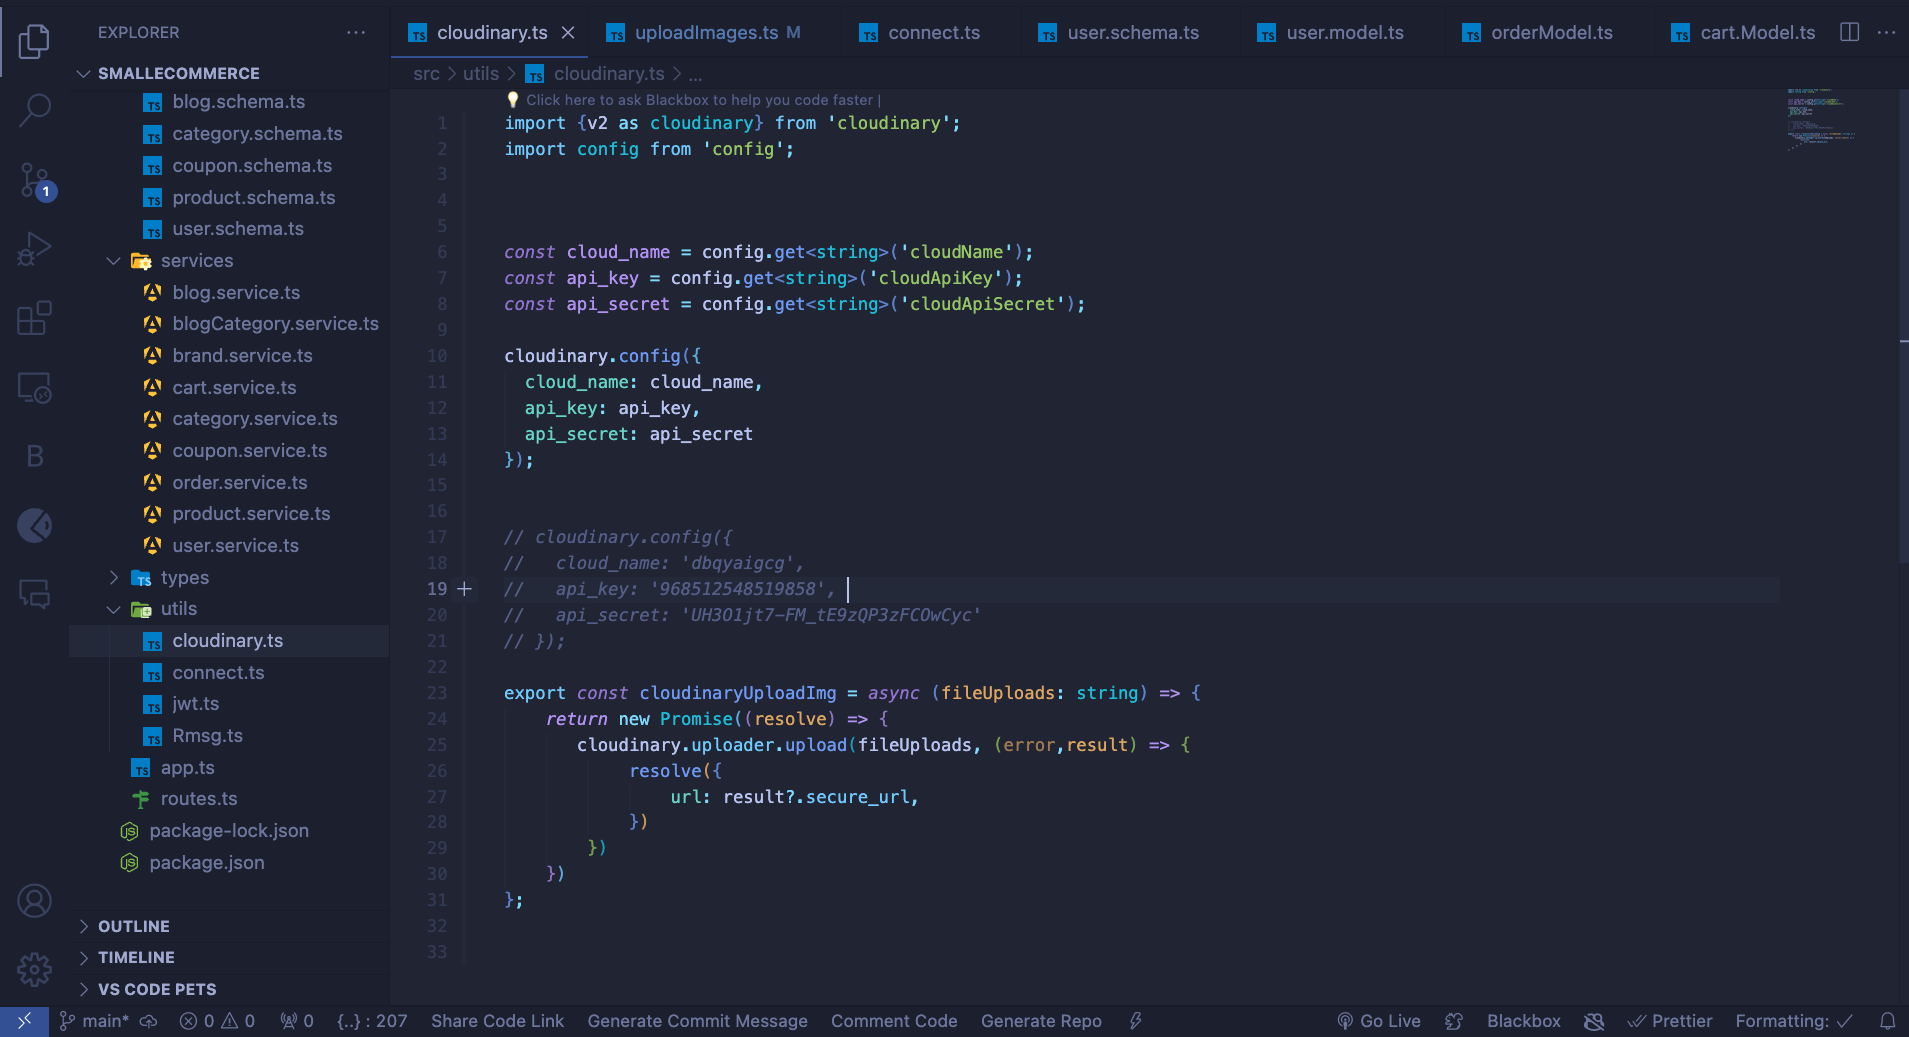 EXPLORER
SMALLECOMMERCE
blog.schema.ts
category.schema.ts
coupon.schema.ts
product.schema.ts
user.schema.ts
services
blog.service.ts
blogCategory.service.ts
brand.service.ts
cart.service.ts
category.service.ts
coupon.service.ts
order.service.ts
product.service.ts
user.service.ts
types
utils
cloudinary.ts
connect.ts
jwt.ts
Rmsg.ts
app.ts
routes.ts
package-lock.json
package.json
OUTLINE
TIMELINE
VS CODE PETS
cloudinary.ts uploadImages.ts M connect.ts user.schema.ts user.model.ts orderModel.ts cart.Model.ts
src > utils > cloudinary.ts > ...
Click here to ask Blackbox to help you code faster |
1 import {v2 as cloudinary} from 'cloudinary';
2 import config from 'config';
3
4
5
6 const cloud_name = config.get<string>('cloudName');
7 const api_key = config.get<string>('cloudApiKey');
8 const api_secret = config.get<string>('cloudApiSecret');
9
10 cloudinary.config({
11 cloud_name: cloud_name,
12 api_key: api_key,
13 api_secret: api_secret
14 });
15
16
17 // cloudinary.config({
18 // cloud_name: 'dbqyaigcg',
19 // api_key: '968512548519858',
20 // api_secret: 'UH3O1jt7-FM_tE9zQP3zFCOwCyc'
21 // });
22
23 export const cloudinaryUploadImg = async (fileUploads: string) => {
24 return new Promise((resolve) => {
25 cloudinary.uploader.upload(fileUploads, (error,result) => {
26 resolve({
27 url: result?.secure_url,
28 })
29 })
30 })
31 };
32
33
main* 0 0 0 {..} : 207 Share Code Link Generate Commit Message Comment Code Generate Repo Go Live Blackbox Prettier Formatting: ✓